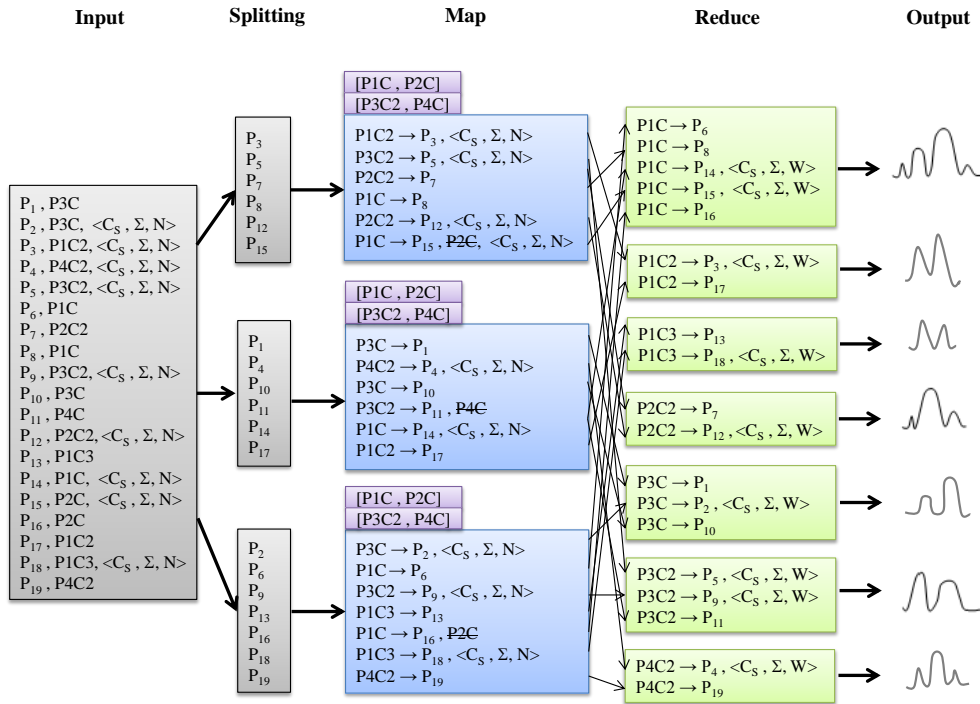 Input
Splitting
Map
Reduce
Output
P1 , P3C
P2 , P3C, <CS , Σ, N>
P3 , P1C2, <CS , Σ, N>
P4 , P4C2, <CS , Σ, N>
P5 , P3C2, <CS , Σ, N>
P6 , P1C
P7 , P2C2
P8 , P1C
P9 , P3C2, <CS , Σ, N>
P10 , P3C
P11 , P4C
P12 , P2C2, <CS , Σ, N>
P13 , P1C3
P14 , P1C, <CS , Σ, N>
P15 , P2C, <CS , Σ, N>
P16 , P2C
P17 , P1C2
P18 , P1C3, <CS , Σ, N>
P19 , P4C2
P3
P5
P7
P8
P12
P15
P1
P4
P10
P11
P14
P17
P2
P6
P9
P13
P16
P18
P19
[P1C , P2C]
[P3C2 , P4C]
P1C2 → P3 , <CS , Σ, N>
P3C2 → P5 , <CS , Σ, N>
P2C2 → P7
P1C → P8
P2C2 → P12 , <CS , Σ, N>
P1C → P15 , P2C, <CS , Σ, N>
[P1C , P2C]
[P3C2 , P4C]
P3C → P1
P4C2 → P4 , <CS , Σ, N>
P3C → P10
P3C2 → P11 , P4C
P1C → P14 , <CS , Σ, N>
P1C2 → P17
[P1C , P2C]
[P3C2 , P4C]
P3C → P2 , <CS , Σ, N>
P1C → P6
P3C2 → P9 , <CS , Σ, N>
P1C3 → P13
P1C → P16 , P2C
P1C3 → P18 , <CS , Σ, N>
P4C2 → P19
P1C → P6
P1C → P8
P1C → P14 , <CS , Σ, W>
P1C → P15 , <CS , Σ, W>
P1C → P16
P1C2 → P3 , <CS , Σ, W>
P1C2 → P17
P1C3 → P13
P1C3 → P18 , <CS , Σ, W>
P2C2 → P7
P2C2 → P12 , <CS , Σ, W>
P3C → P1
P3C → P2 , <CS , Σ, W>
P3C → P10
P3C2 → P5 , <CS , Σ, W>
P3C2 → P9 , <CS , Σ, W>
P3C2 → P11
P4C2 → P4 , <CS , Σ, W>
P4C2 → P19